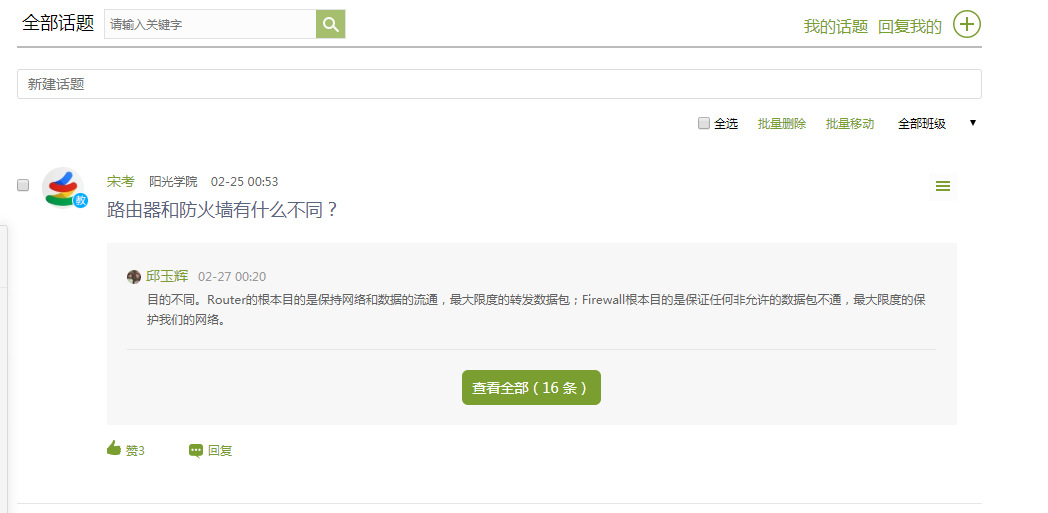 全部话题 请输入关键字 我的话题 回复我的
新建话题
全选 批量删除 批量移动 全部班级 ▼
宋考 阳光学院 02-25 00:53
教
路由器和防火墙有什么不同？
邱玉辉 02-27 00:20
目的不同。Router的根本目的是保持网络和数据的流通，最大限度的转发数据包；Firewall根本目的是保证任何非允许的数据包不通，最大限度的保
护我们的网络。
查看全部（16 条）
赞3 回复